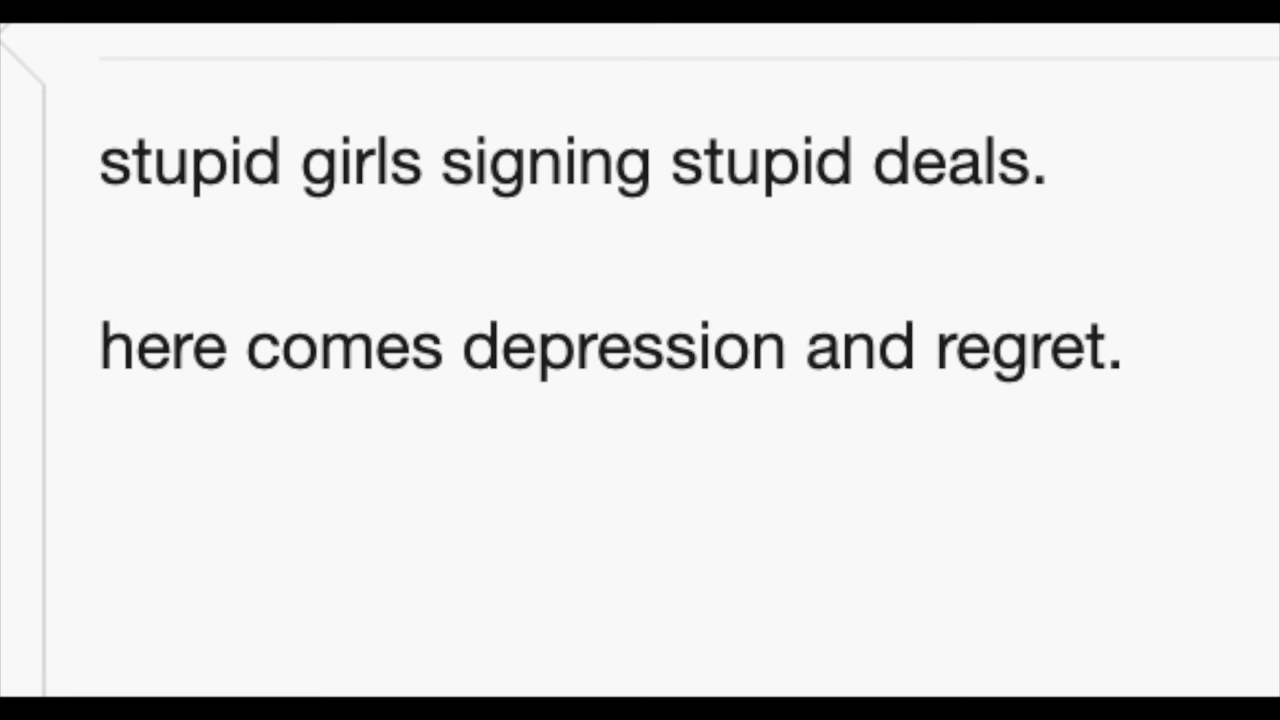 stupid girls signing stupid deals.
here comes depression and regret.